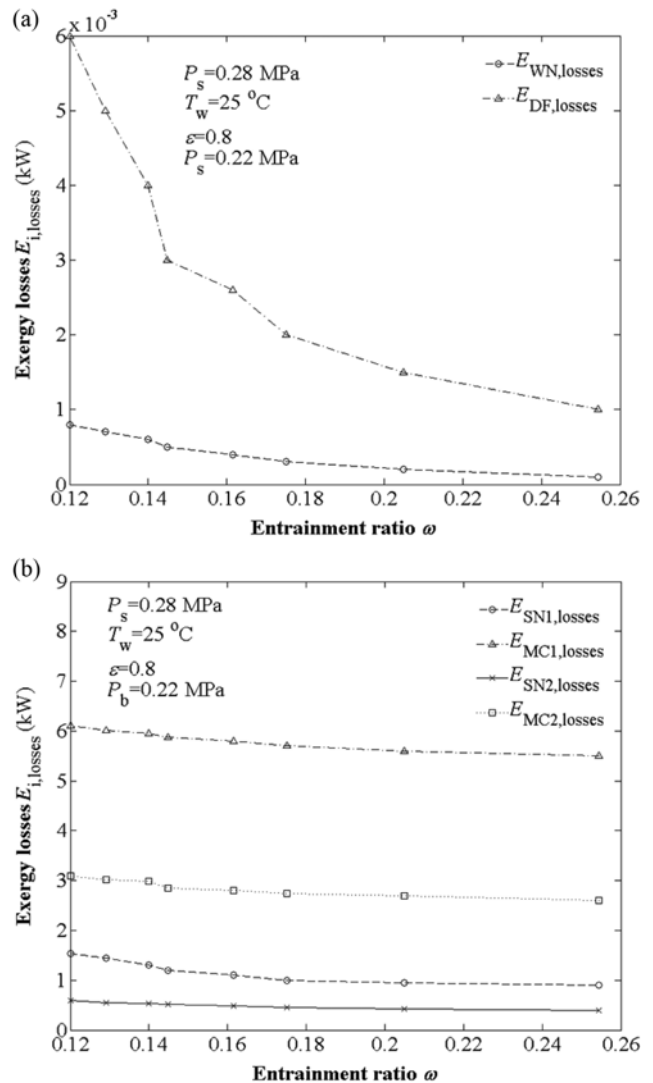 (a)
6 x 10⁻³
5
4
3
2
1
0
Exergy losses E_i,losses (kW)
P_s=0.28 MPa
T_w=25 °C
ε=0.8
P_s=0.22 MPa
E_WN,losses
E_DF,losses
0.12 0.14 0.16 0.18 0.2 0.22 0.24 0.26
Entrainment ratio ω
(b)
9
8
7
6
5
4
3
2
1
0
Exergy losses E_i,losses (kW)
P_s=0.28 MPa
T_w=25 °C
ε=0.8
P_b=0.22 MPa
E_SN1,losses
E_MC1,losses
E_SN2,losses
E_MC2,losses
0.12 0.14 0.16 0.18 0.2 0.22 0.24 0.26
Entrainment ratio ω